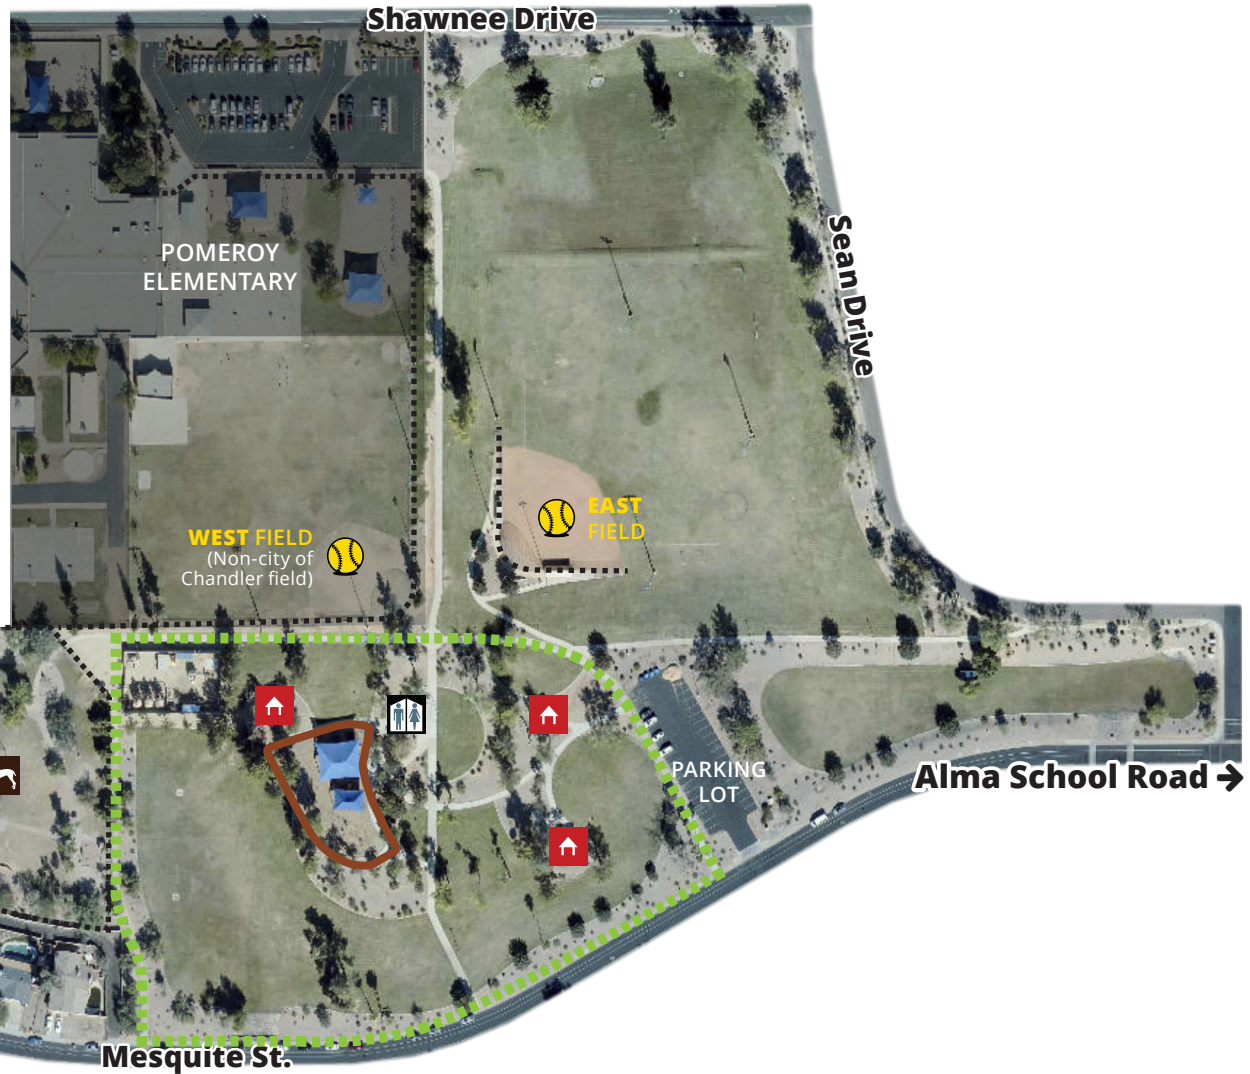 Shawnee Drive
POMEROY
ELEMENTARY
Sean Drive
WEST FIELD
(Non-city of
Chandler field)
EAST
FIELD
PARKING
LOT
Alma School Road →
Mesquite St.